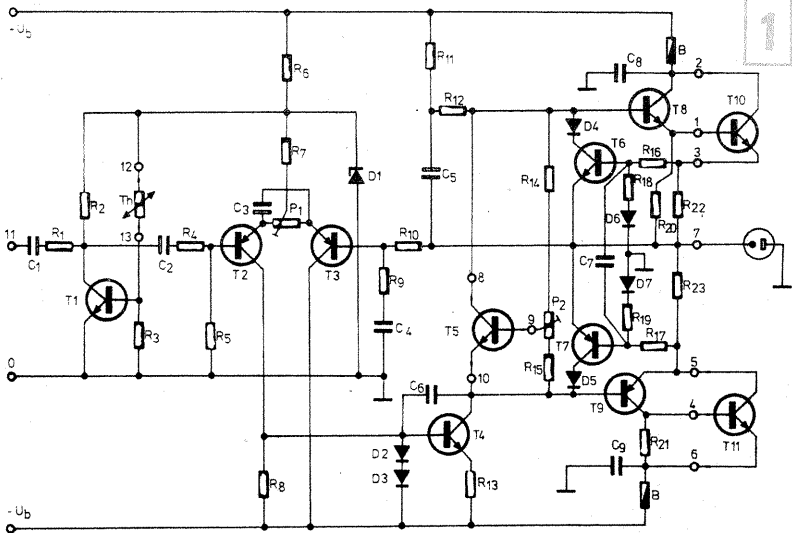 1
-Ub
B
C8
2
R11
R6
T8
T10
R12
D4
T6
1
R16
3
R7
12
D1
C5
R14
R18
R2
Th
C3
P1
D6
R20
R22
11
R1
13
R4
R10
7
C1
C2
T2
T3
C7
R9
8
D7
R23
T1
P2
T5
9
R19
R3
R5
C4
T7
R17
R15
0
10
D5
5
C6
T9
4
T4
R21
T11
D2
C9
6
R8
D3
R13
B
-Ub